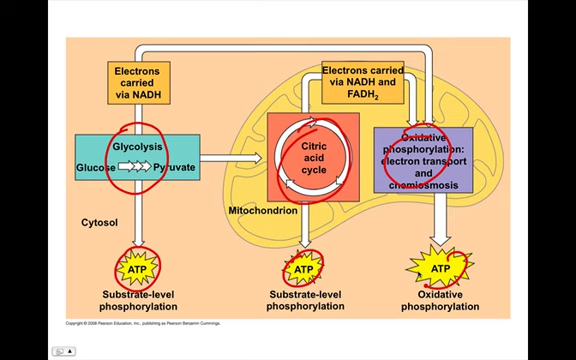 Electrons
carried
via NADH
Electrons carried
via NADH and
FADH2
Glycolysis
Glucose
Pyruvate
Citric
acid
cycle
Oxidative
phosphorylation:
electron transport
and
chemiosmosis
Mitochondrion
Cytosol
ATP
ATP
ATP
Substrate-level
phosphorylation
Substrate-level
phosphorylation
Oxidative
phosphorylation
Copyright © 2008 Pearson Education, Inc., publishing as Pearson Benjamin Cummings.